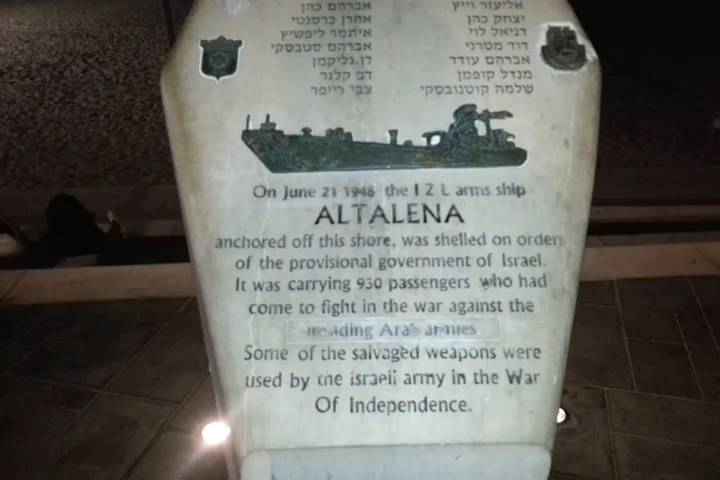 אליעזר וייץ אברהם כהן
יצחק כהן אהרן כרסנטי
דניאל לוי איתמר ליפשיץ
דוד מטרני אברהם סטבסקי
אברהם עודד דן גליקמן
מנדל קופמן דב קלנר
שלמה קוטנובסקי צבי רייפר
On June 21 1948 the I Z L arms ship
ALTALENA
anchored off this shore, was shelled on orders
of the provisional government of Israel.
It was carrying 930 passengers who had
come to fight in the war against the
invading Arab armies
Some of the salvaged weapons were
used by the israeli army in the War
Of Independence.